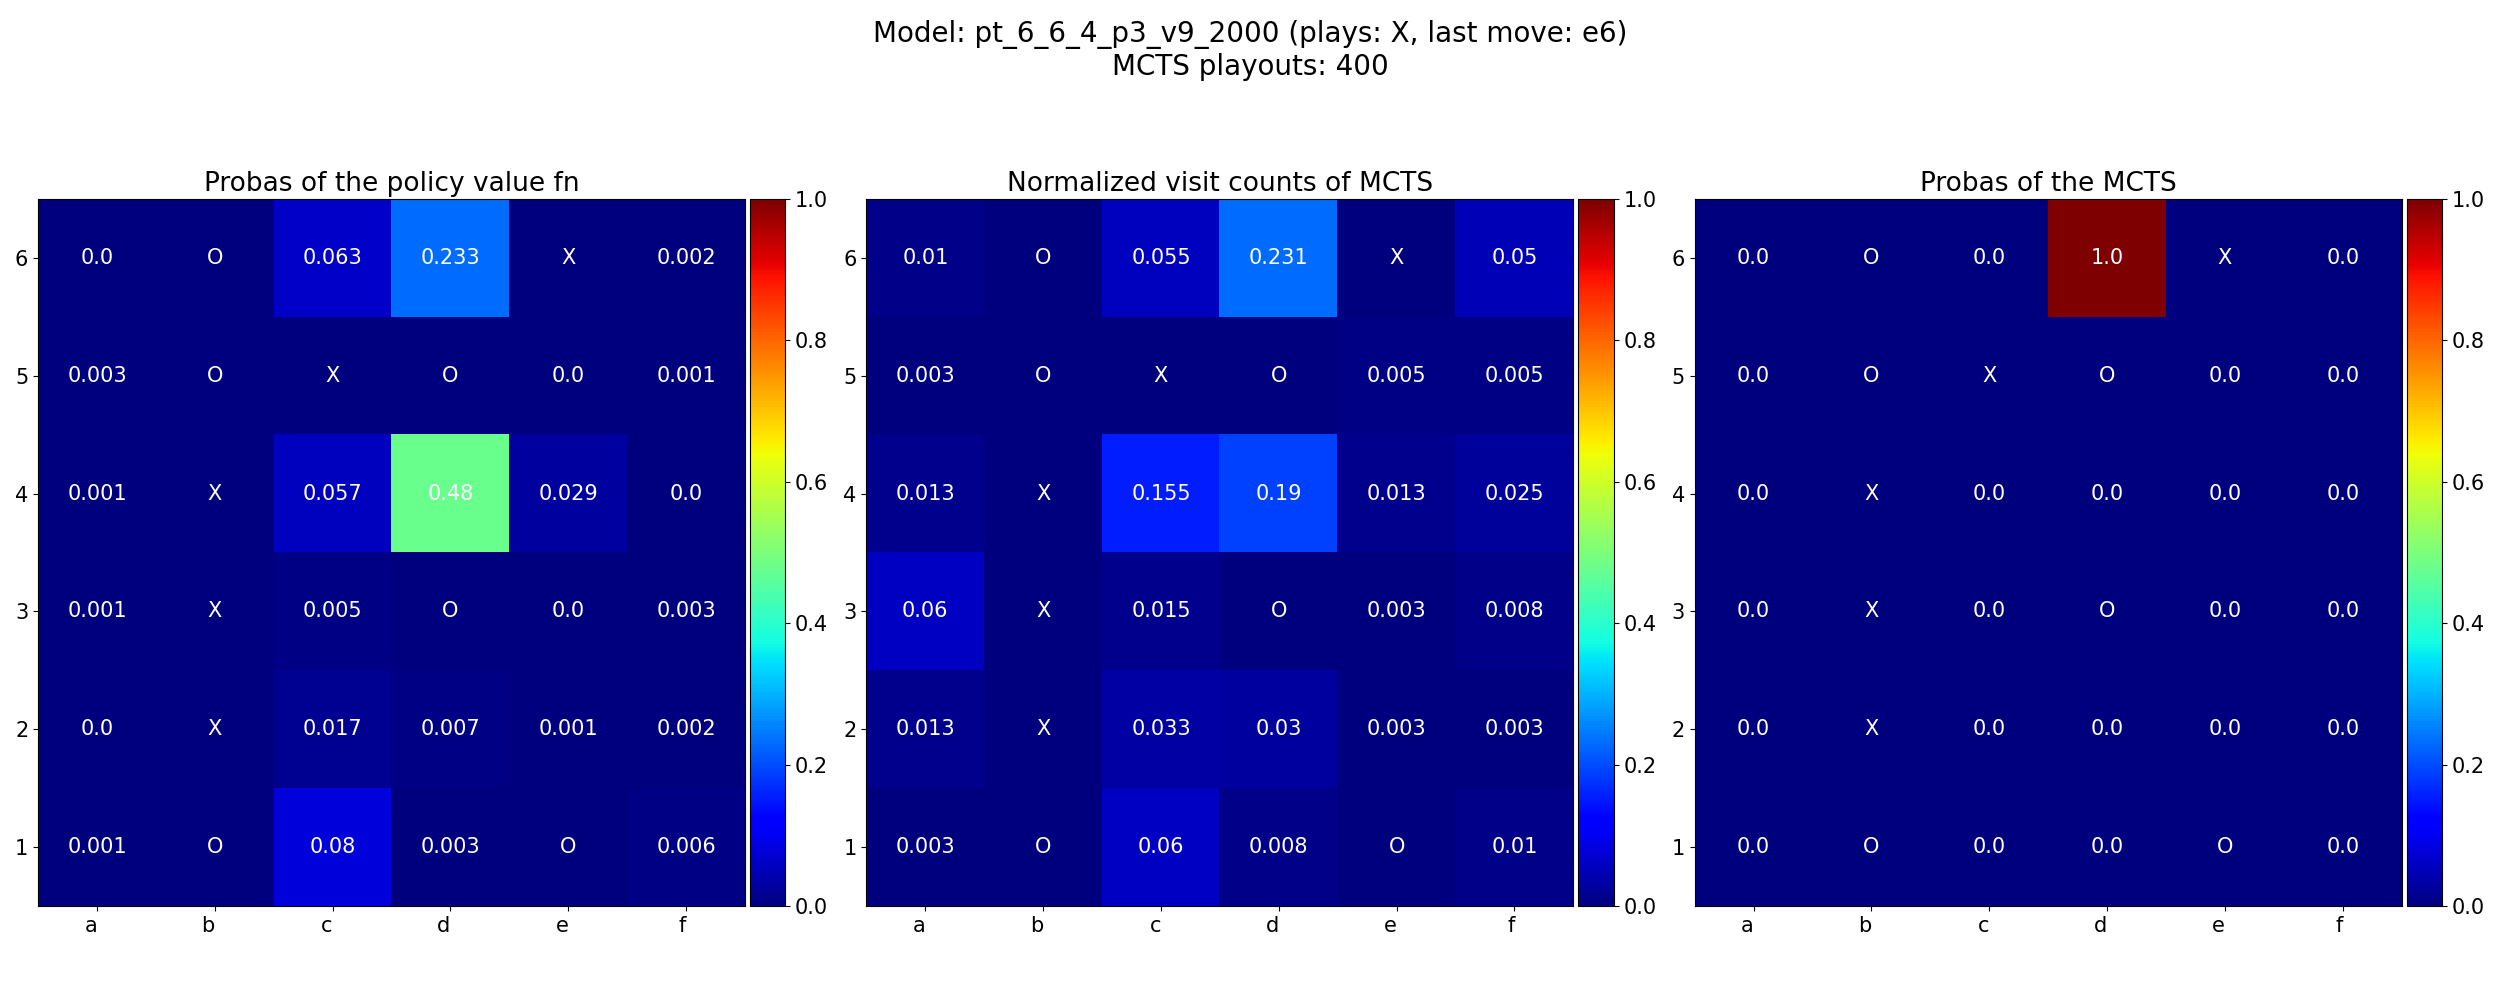 Model: pt_6_6_4_p3_v9_2000 (plays: X, last move: e6)
MCTS playouts: 400
Probas of the policy value fn
6 0.0 O 0.063 0.233 X 0.002
5 0.003 O X O 0.0 0.001
4 0.001 X 0.057 0.48 0.029 0.0
3 0.001 X 0.005 O 0.0 0.003
2 0.0 X 0.017 0.007 0.001 0.002
1 0.001 O 0.08 0.003 O 0.006
a b c d e f
1.0
0.8
0.6
0.4
0.2
0.0
Normalized visit counts of MCTS
6 0.01 O 0.055 0.231 X 0.05
5 0.003 O X O 0.005 0.005
4 0.013 X 0.155 0.19 0.013 0.025
3 0.06 X 0.015 O 0.003 0.008
2 0.013 X 0.033 0.03 0.003 0.003
1 0.003 O 0.06 0.008 O 0.01
a b c d e f
1.0
0.8
0.6
0.4
0.2
0.0
Probas of the MCTS
6 0.0 O 0.0 1.0 X 0.0
5 0.0 O X O 0.0 0.0
4 0.0 X 0.0 0.0 0.0 0.0
3 0.0 X 0.0 O 0.0 0.0
2 0.0 X 0.0 0.0 0.0 0.0
1 0.0 O 0.0 0.0 O 0.0
a b c d e f
1.0
0.8
0.6
0.4
0.2
0.0